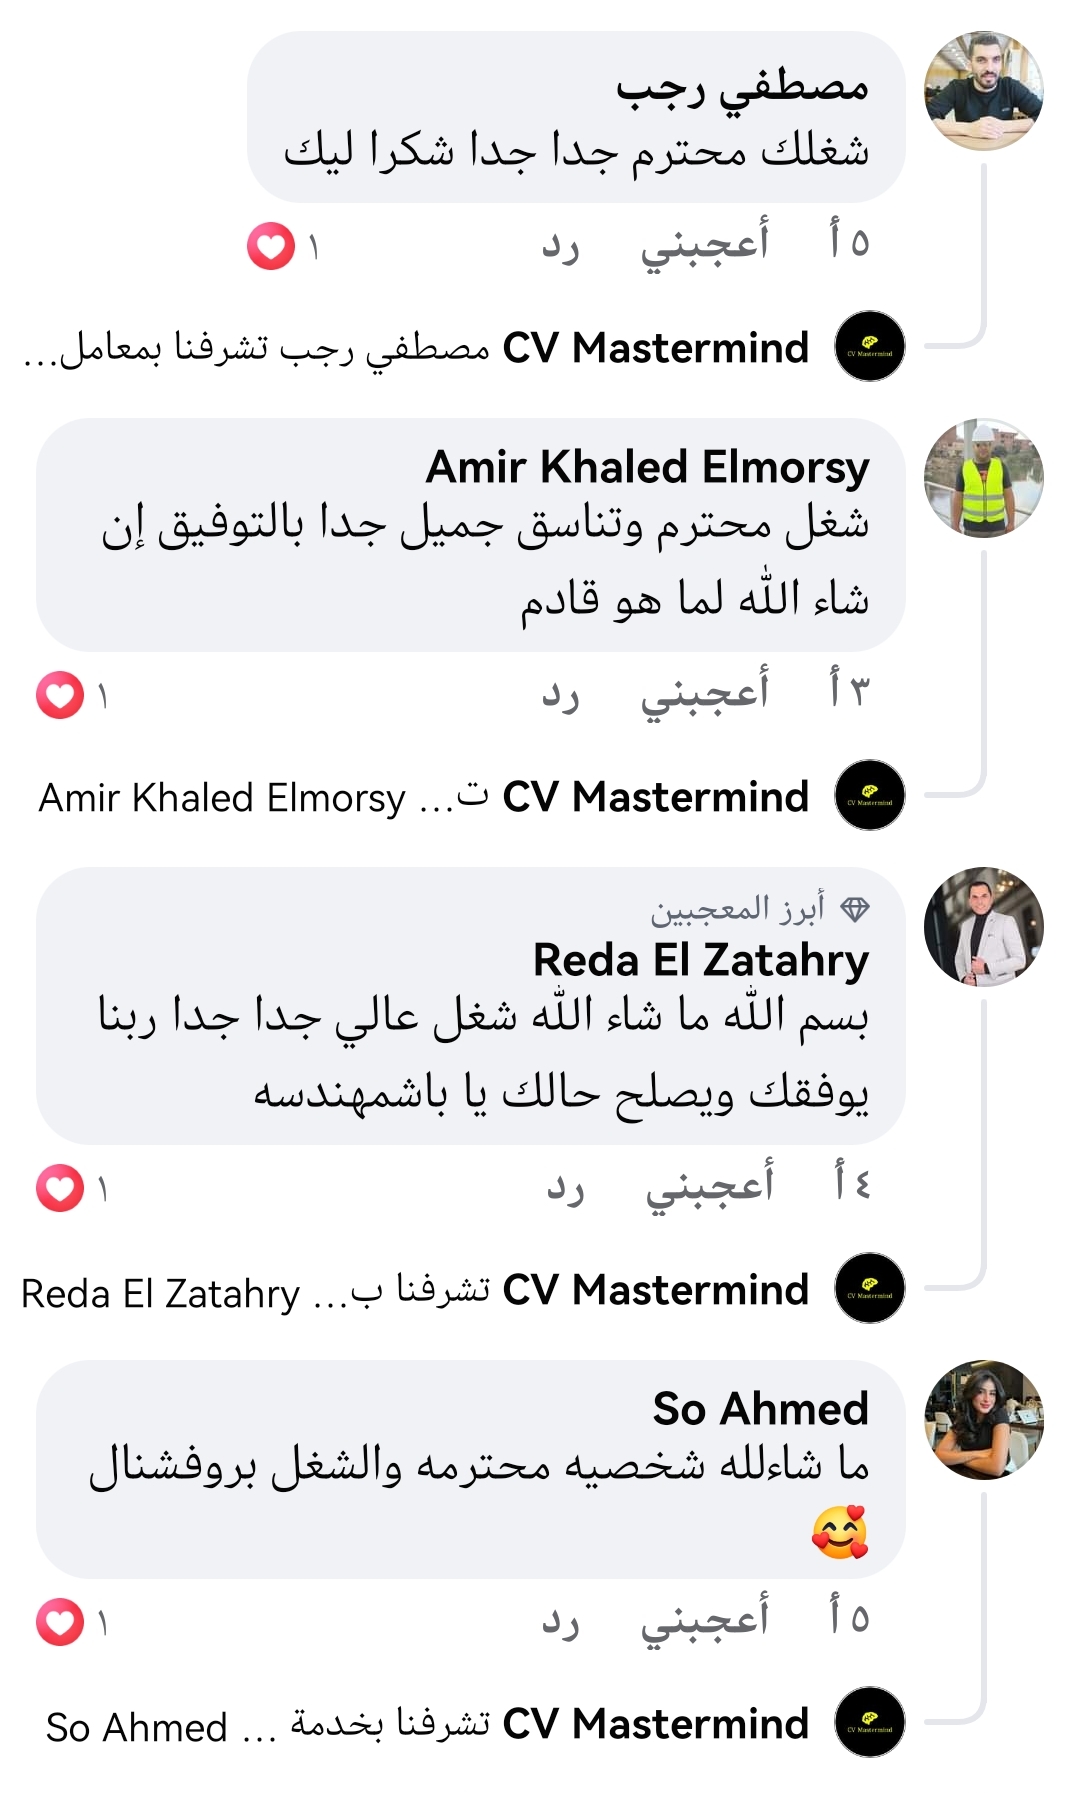 مصطفي رجب
شغلك محترم جدا جدا شكرا ليك
٥ أ أعجبني رد ١
CV Mastermind مصطفي رجب تشرفنا بمعامل...
Amir Khaled Elmorsy
شغل محترم وتناسق جميل جدا بالتوفيق إن
شاء الله لما هو قادم
٣ أ أعجبني رد ١
CV Mastermind ت... Amir Khaled Elmorsy
أبرز المعجبين
Reda El Zatahry
بسم الله ما شاء الله شغل عالي جدا جدا ربنا
يوفقك ويصلح حالك يا باشمهندسه
٤ أ أعجبني رد ١
CV Mastermind تشرفنا ب... Reda El Zatahry
So Ahmed
ما شاءلله شخصيه محترمه والشغل بروفشنال
🥰
٥ أ أعجبني رد ١
CV Mastermind تشرفنا بخدمة ... So Ahmed